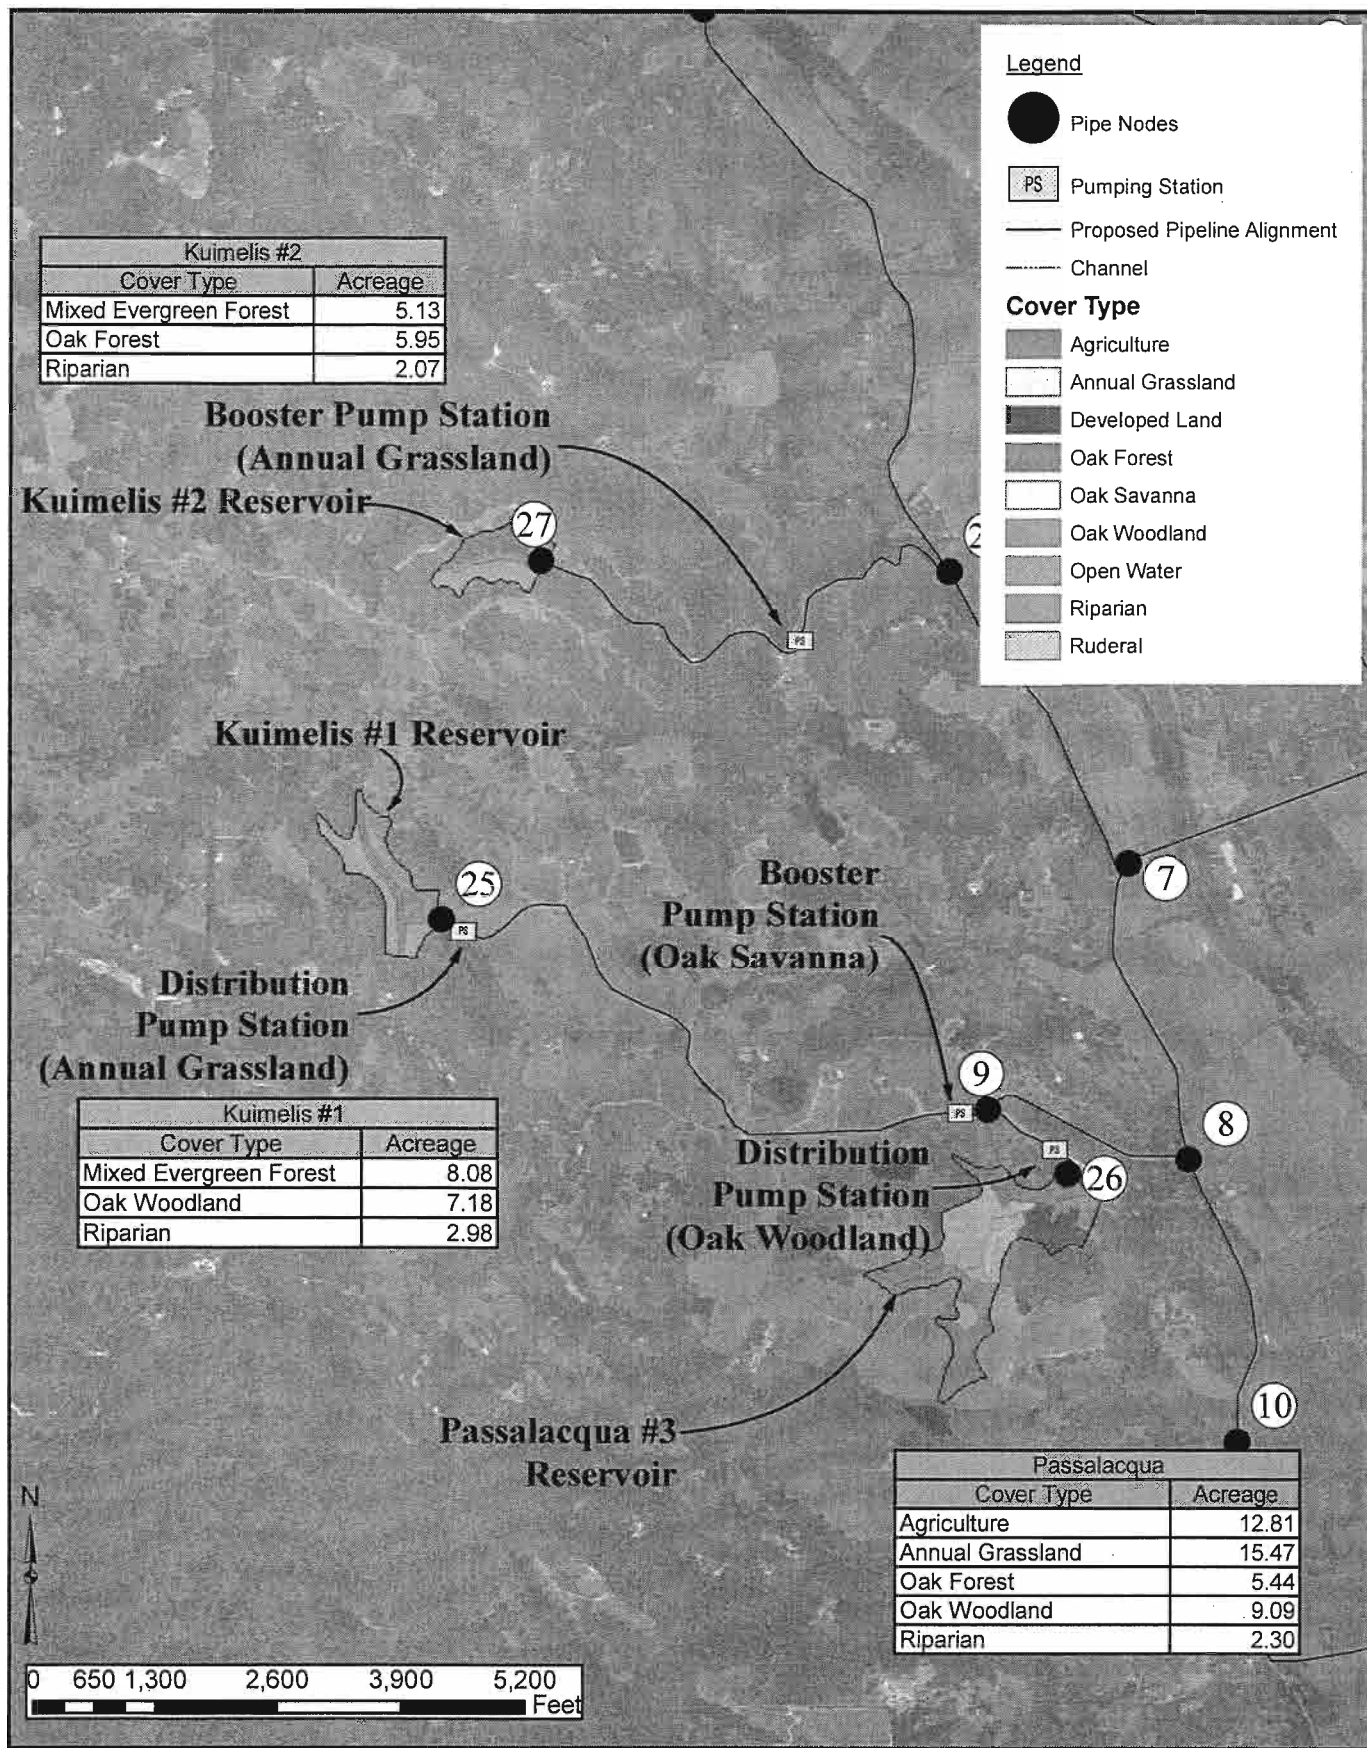 Legend
Pipe Nodes
PS Pumping Station
Proposed Pipeline Alignment
Channel
Cover Type
Agriculture
Annual Grassland
Developed Land
Oak Forest
Oak Savanna
Oak Woodland
Open Water
Riparian
Ruderal
Kuimelis #2
Cover Type Acreage
Mixed Evergreen Forest 5.13
Oak Forest 5.95
Riparian 2.07
Booster Pump Station
(Annual Grassland)
Kuimelis #2 Reservoir
27
PS
Kuimelis #1 Reservoir
25
PS
7
Booster
Pump Station
(Oak Savanna)
Distribution
Pump Station
(Annual Grassland)
9
PS
8
Kuimelis #1
Cover Type Acreage
Mixed Evergreen Forest 8.08
Oak Woodland 7.18
Riparian 2.98
PS
26
Distribution
Pump Station
(Oak Woodland)
Passalacqua #3
Reservoir
10
Passalacqua
Cover Type Acreage
Agriculture 12.81
Annual Grassland 15.47
Oak Forest 5.44
Oak Woodland 9.09
Riparian 2.30
N
0 650 1,300 2,600 3,900 5,200
Feet